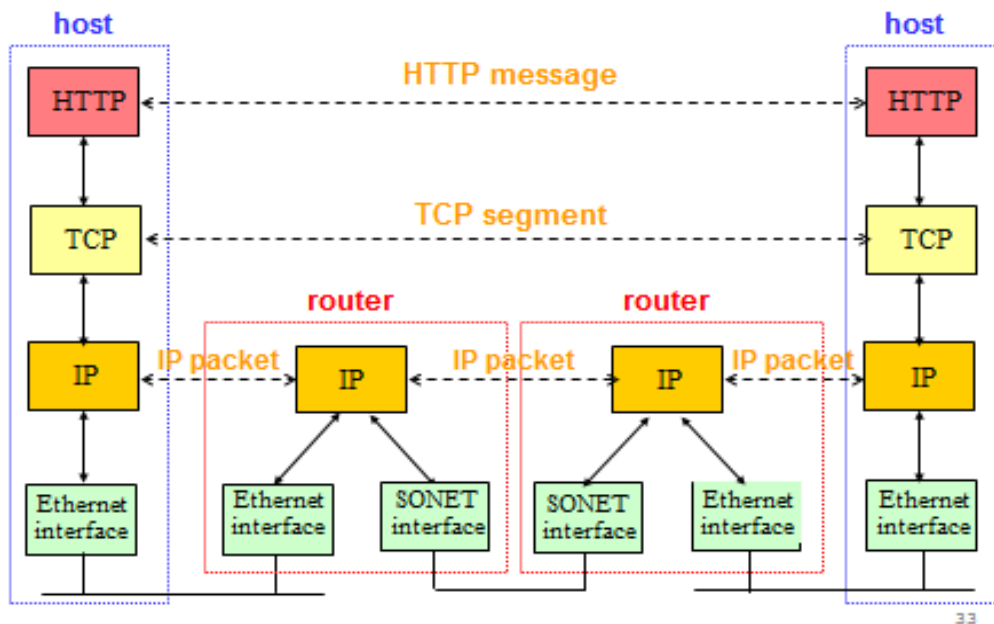 host
host
HTTP message
HTTP
HTTP
TCP segment
TCP
TCP
router
router
IP packet
IP packet
IP packet
IP
IP
IP
IP
Ethernet
interface
Ethernet
interface
SONET
interface
SONET
interface
Ethernet
interface
Ethernet
interface
33